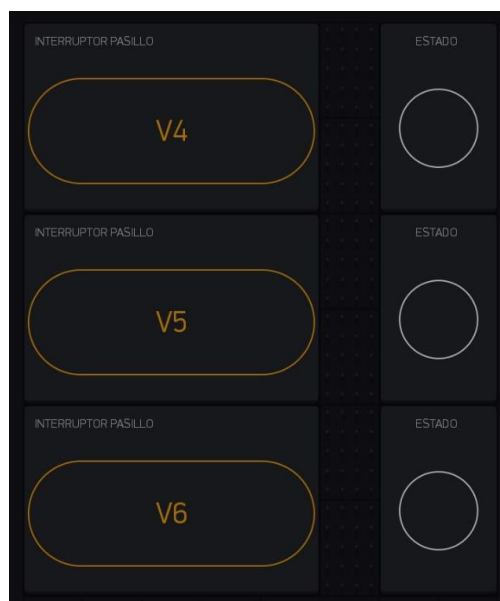 INTERRUPTOR PASILLO ESTADO
V4
INTERRUPTOR PASILLO ESTADO
V5
INTERRUPTOR PASILLO ESTADO
V6